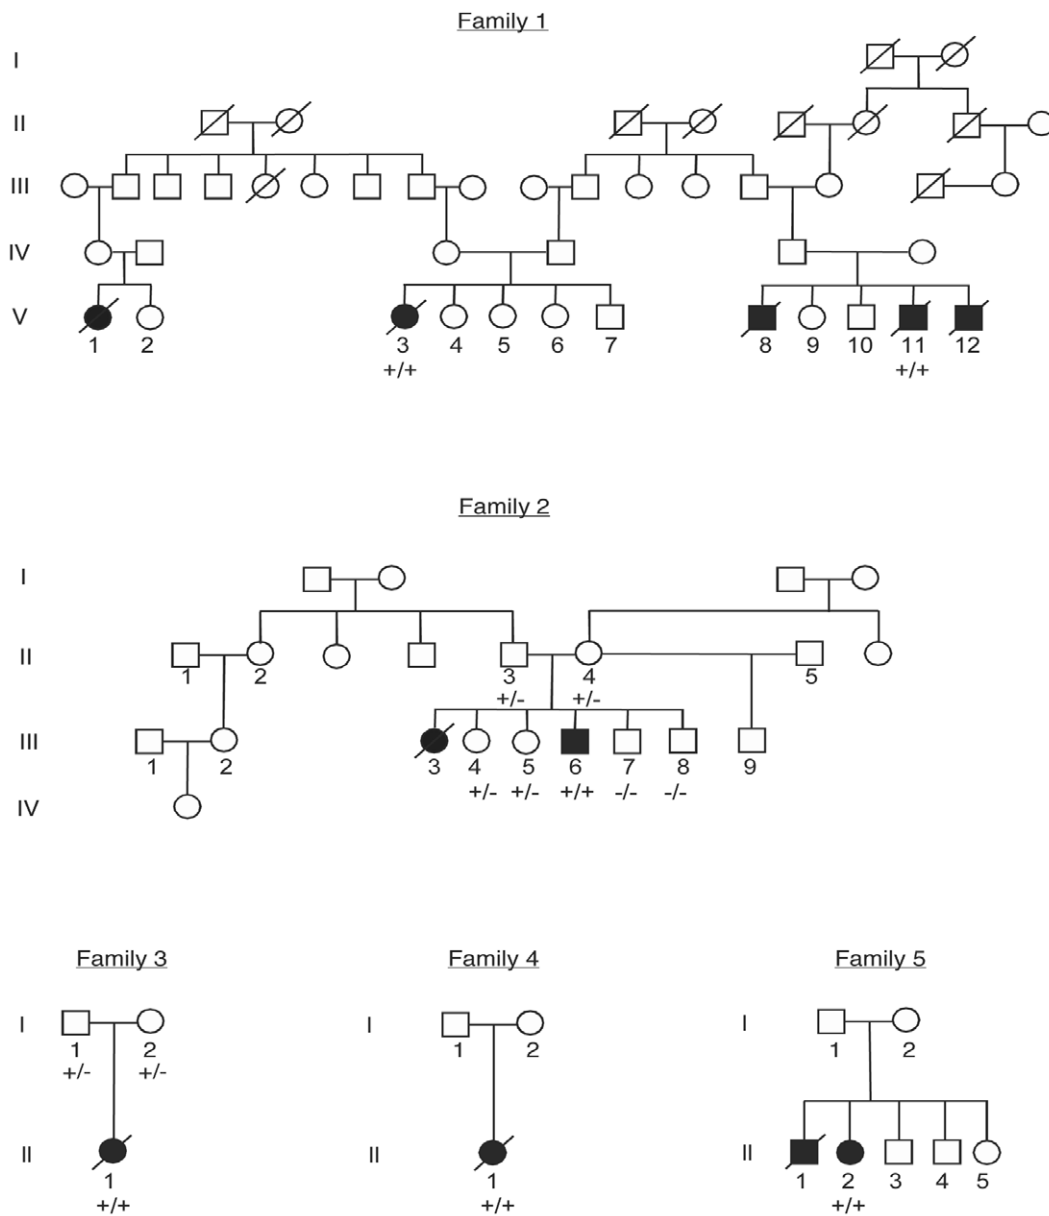 Family 1
I
II
III
IV
V
1 2 3 4 5 6 7 8 9 10 11 12
+/+ +/+
Family 2
I
II
1 2 3 4 5
+/- +/-
III
1 2 3 4 5 6 7 8 9
+/- +/- +/+ -/- -/-
IV
Family 3 Family 4 Family 5
I I I
1 2 1 2 1 2
+/- +/-
II II II
1 1 1 2 3 4 5
+/+ +/+ +/+